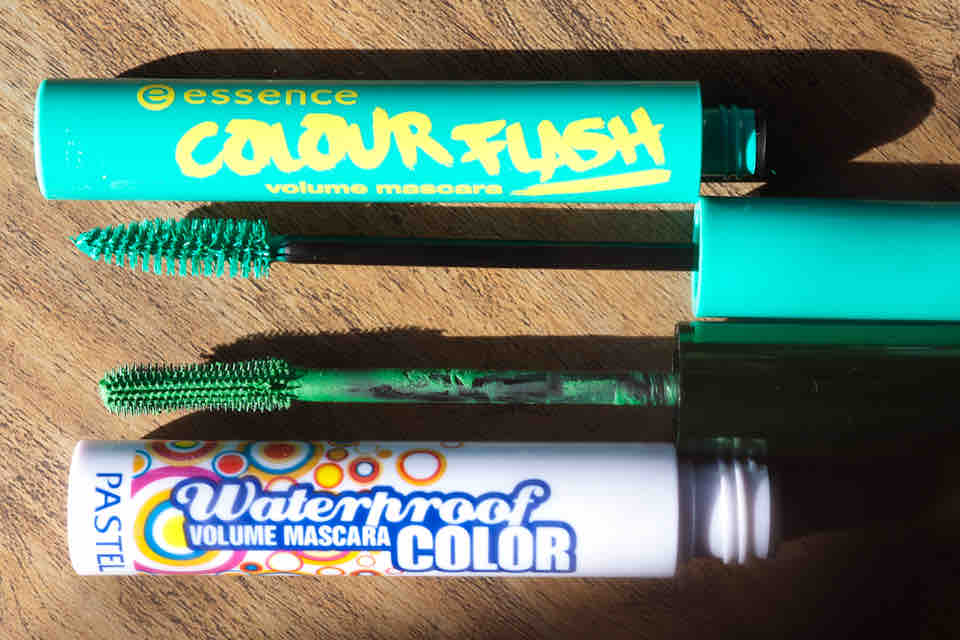 e essence
COLOUR FLASH
volume mascara
PASTEL
Waterproof
VOLUME MASCARA
COLOR